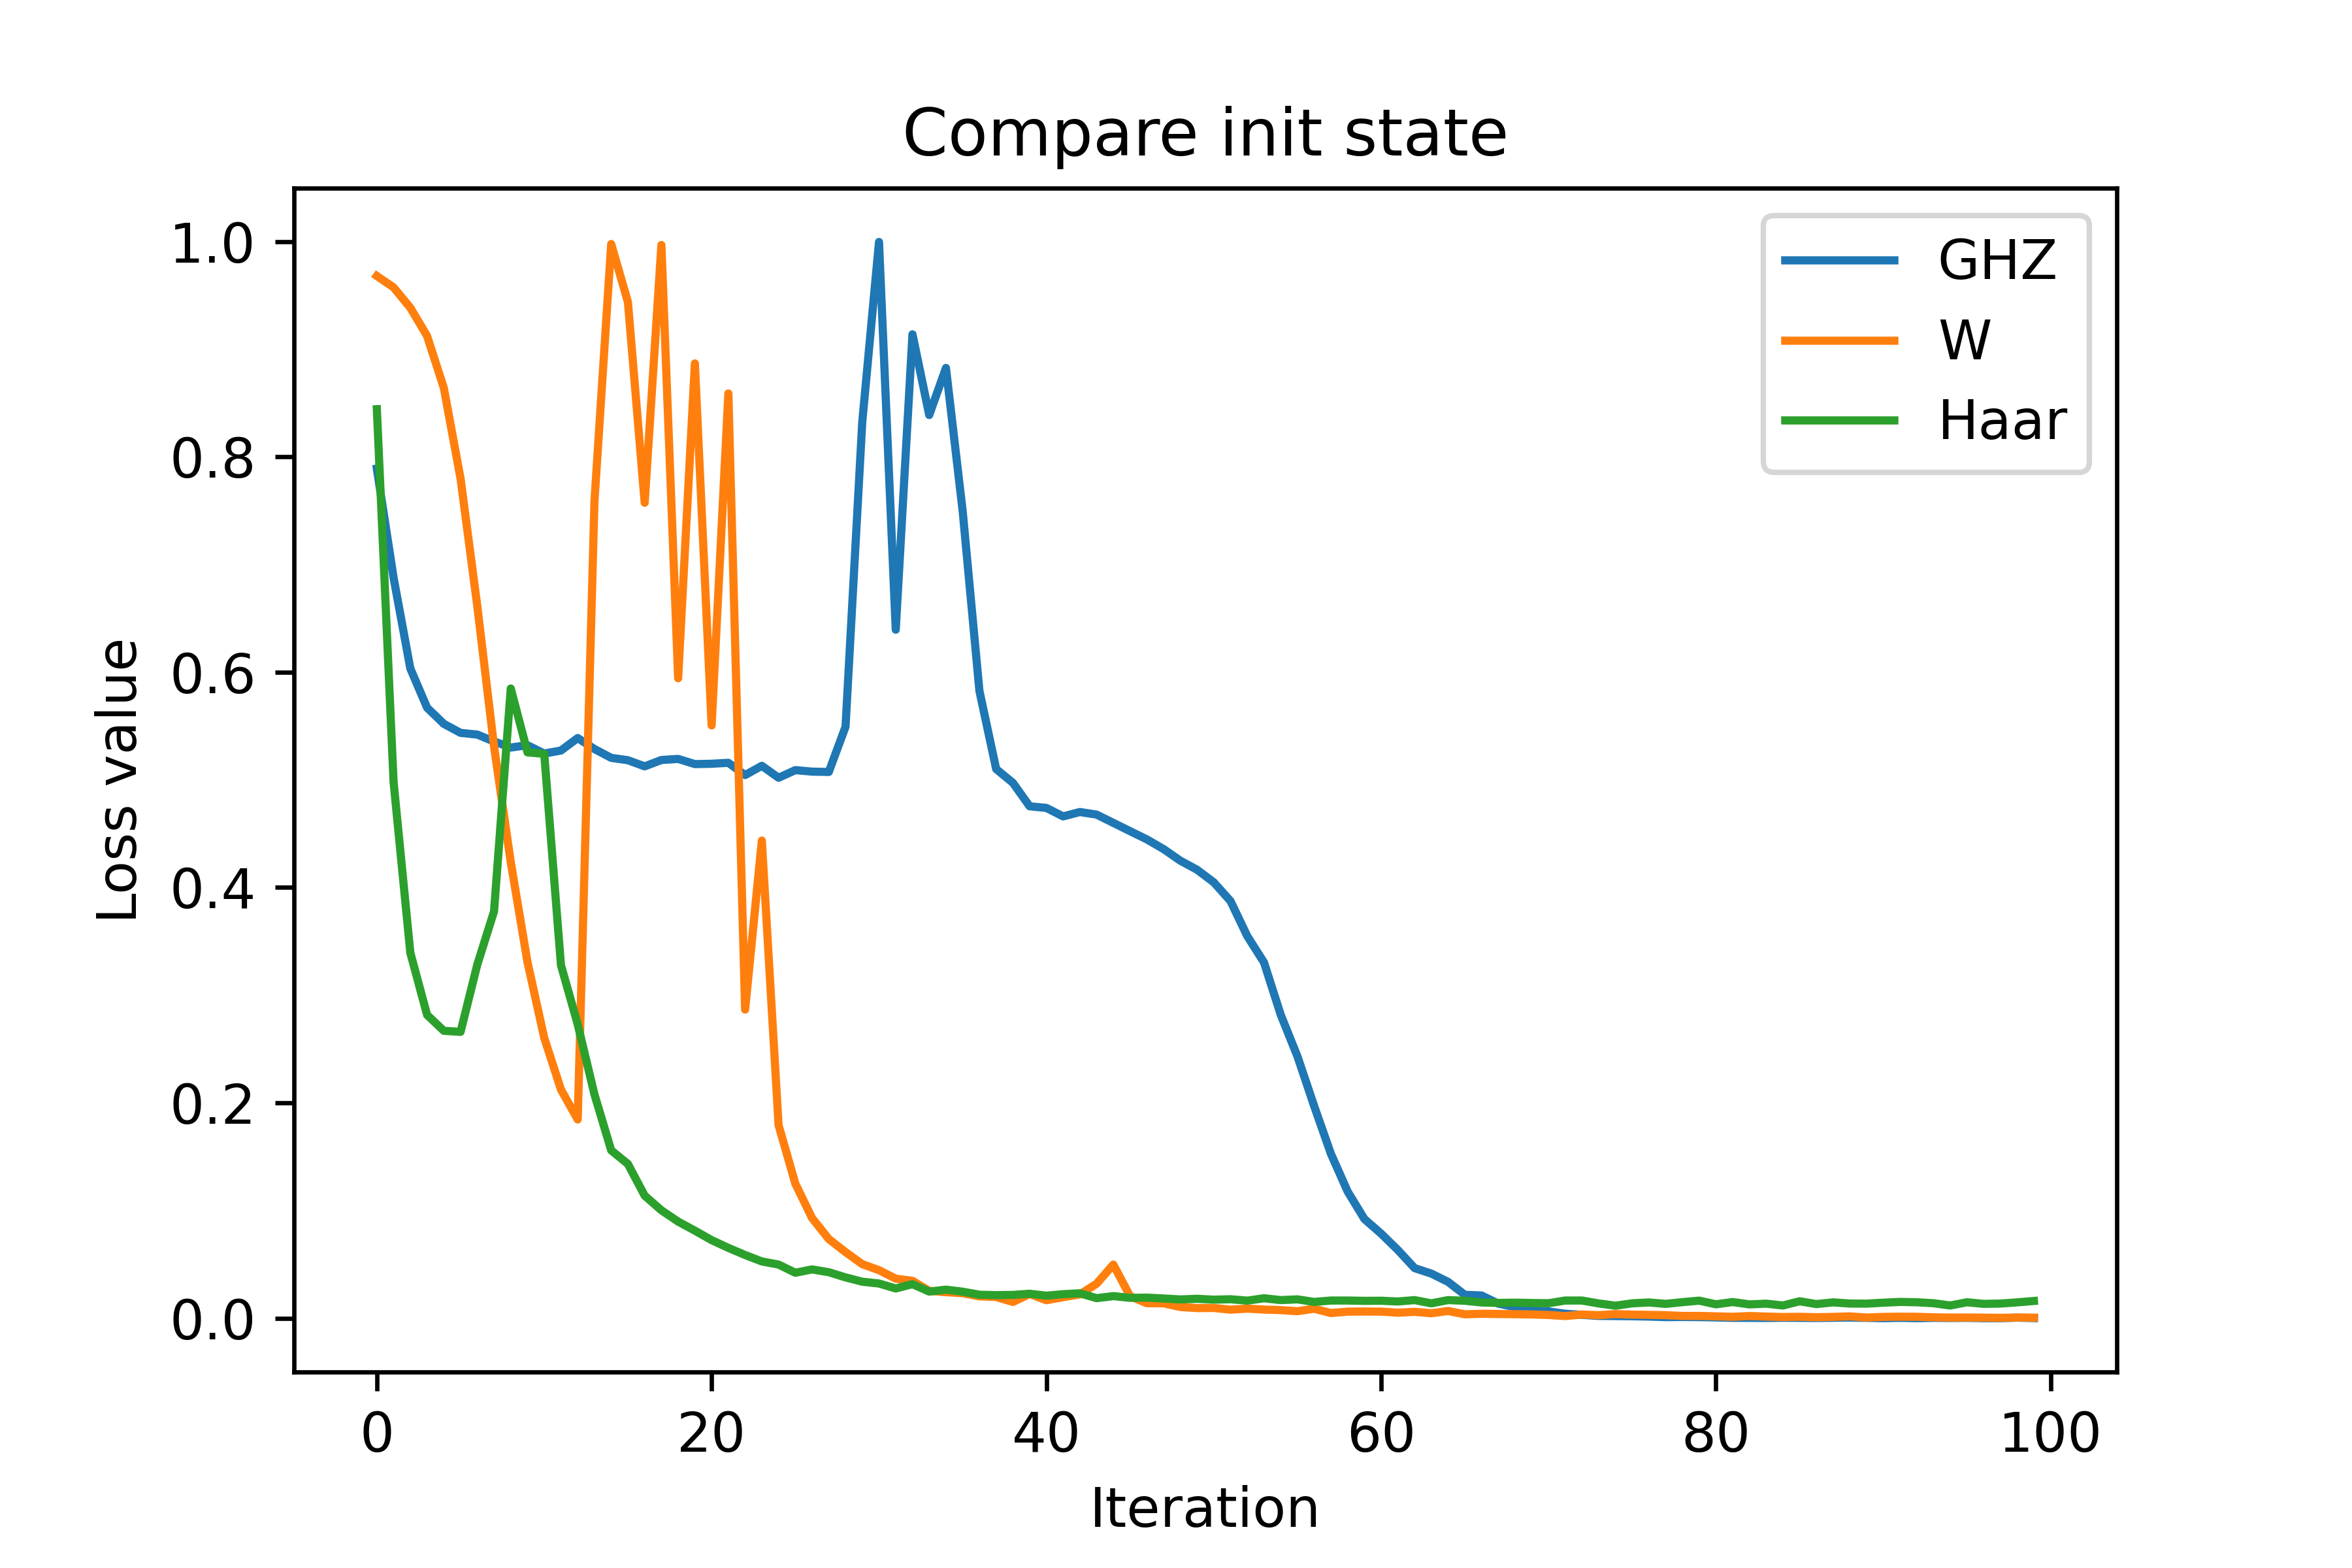 Compare init state
GHZ
W
Haar
Loss value
1.0
0.8
0.6
0.4
0.2
0.0
0 20 40 60 80 100
Iteration